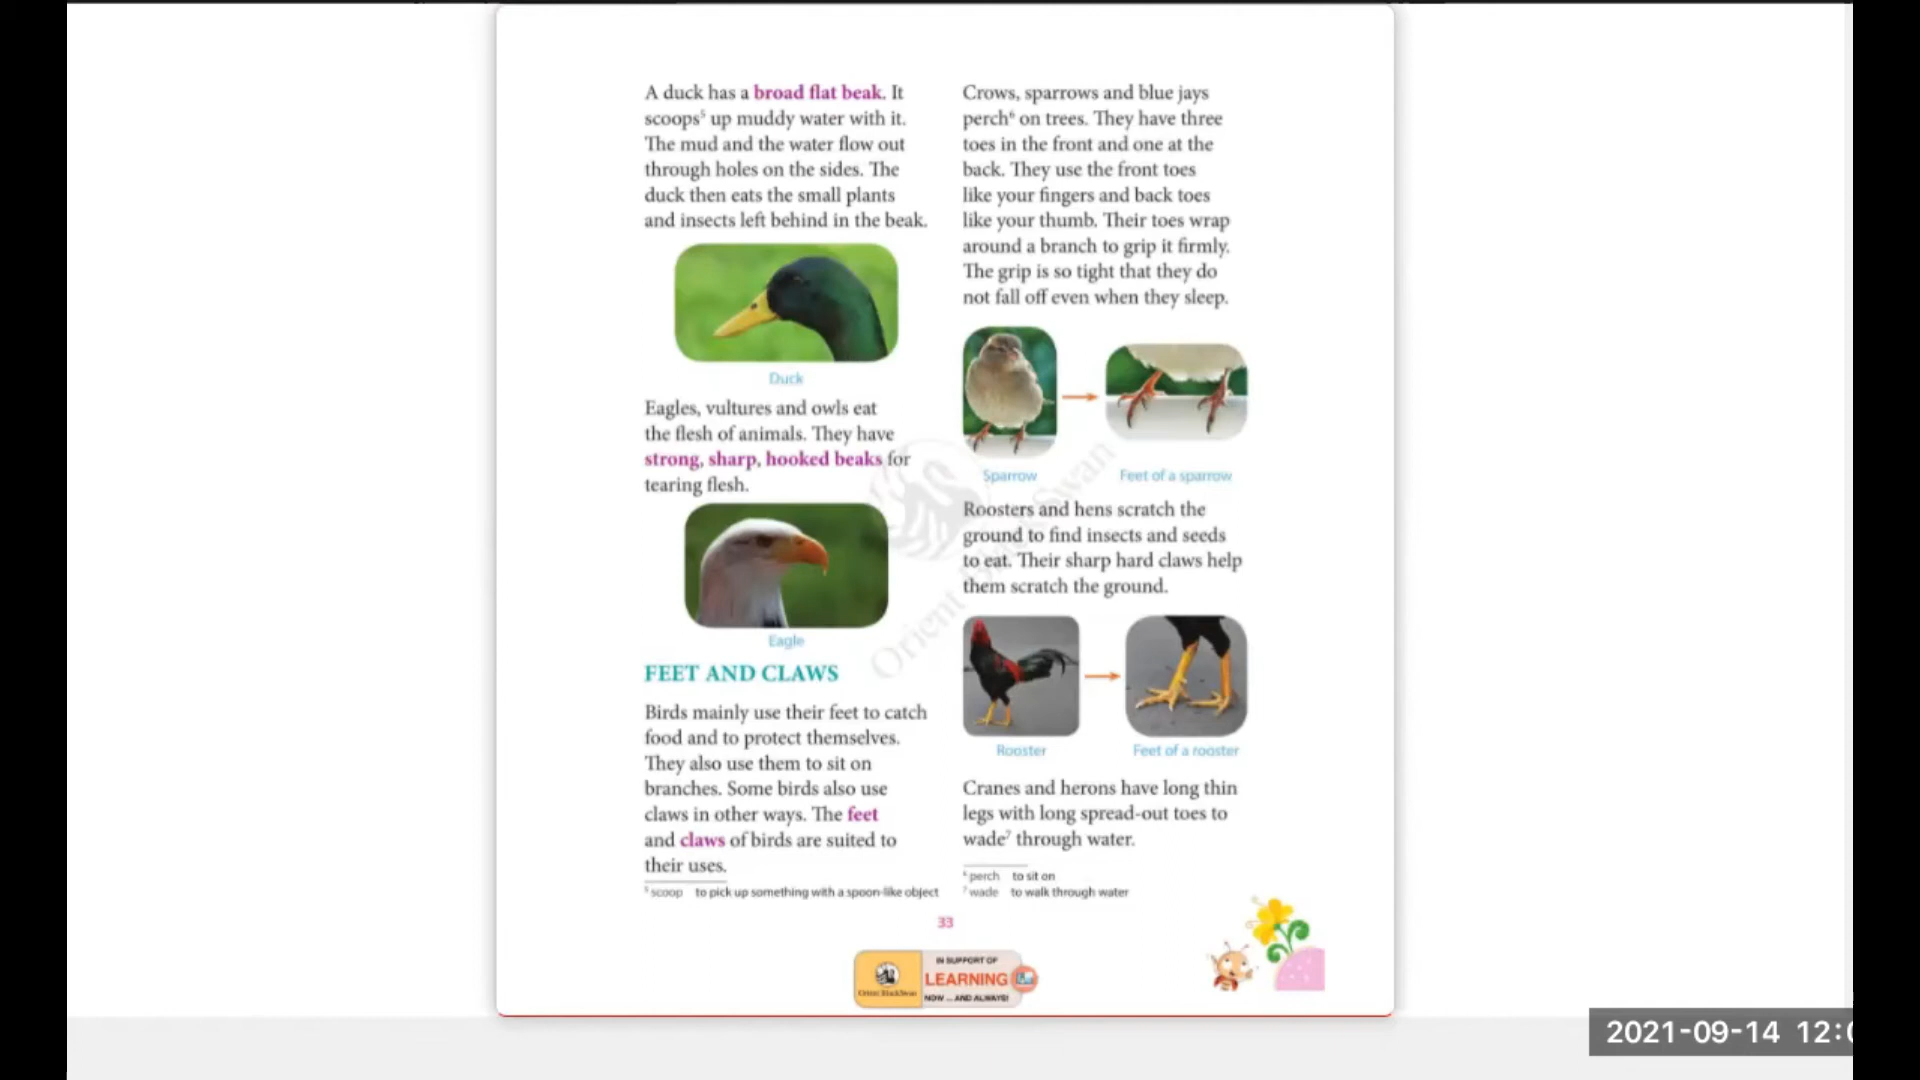 A duck has a broad flat beak. It
scoops⁵ up muddy water with it.
The mud and the water flow out
through holes on the sides. The
duck then eats the small plants
and insects left behind in the beak.
Duck
Eagles, vultures and owls eat
the flesh of animals. They have
strong, sharp, hooked beaks for
tearing flesh.
Eagle
FEET AND CLAWS
Birds mainly use their feet to catch
food and to protect themselves.
They also use them to sit on
branches. Some birds also use
claws in other ways. The feet
and claws of birds are suited to
their uses.
⁵ scoop to pick up something with a spoon-like object
Crows, sparrows and blue jays
perch⁶ on trees. They have three
toes in the front and one at the
back. They use the front toes
like your fingers and back toes
like your thumb. Their toes wrap
around a branch to grip it firmly.
The grip is so tight that they do
not fall off even when they sleep.
Sparrow
Feet of a sparrow
Roosters and hens scratch the
ground to find insects and seeds
to eat. Their sharp hard claws help
them scratch the ground.
Rooster
Feet of a rooster
Cranes and herons have long thin
legs with long spread-out toes to
wade⁷ through water.
⁶ perch to sit on
⁷ wade to walk through water
33
Orient BlackSwan
Orient BlackSwan
IN SUPPORT OF
LEARNING
NOW ... AND ALWAYS!
2021-09-14 12:0